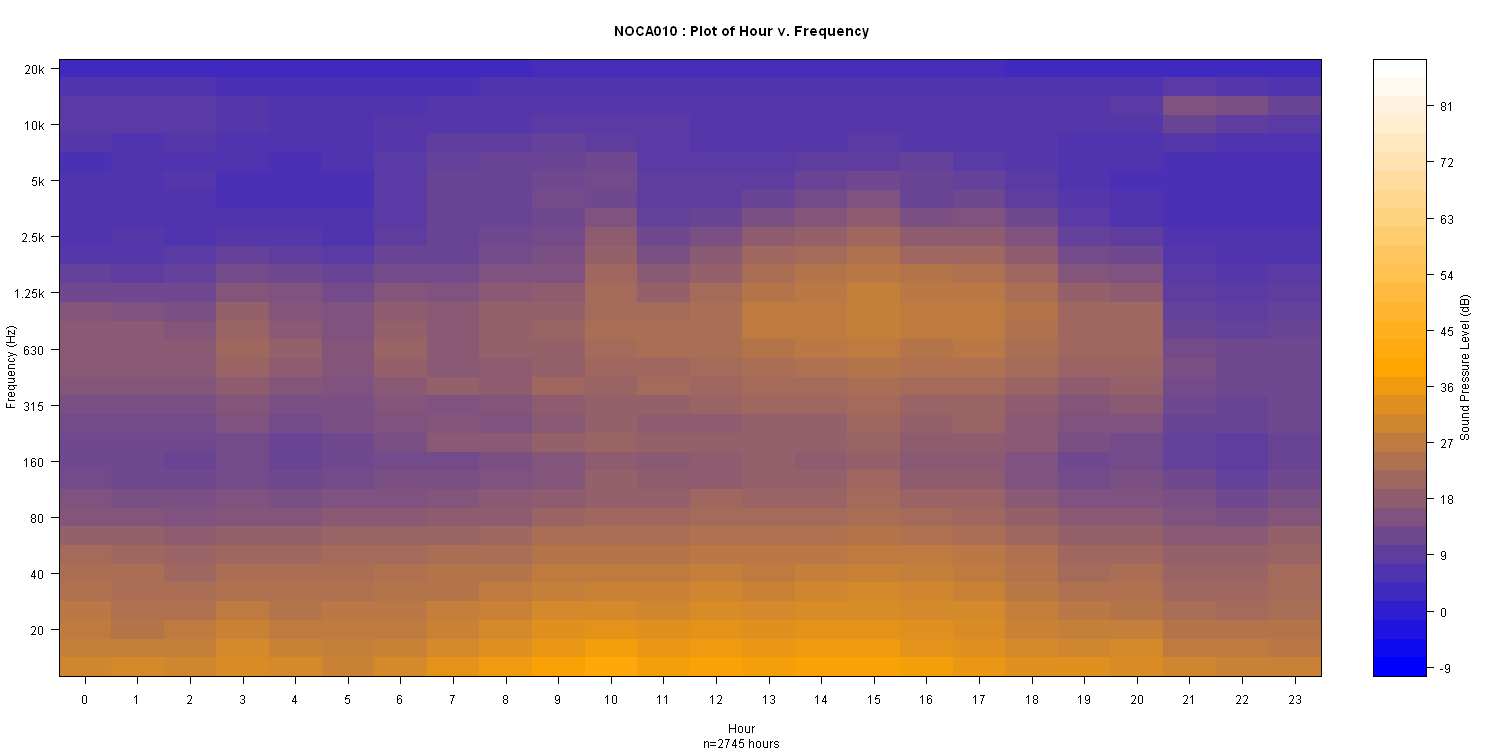 NOCA010 : Plot of Hour v. Frequency
20k
10k
5k
2.5k
1.25k
630
315
160
80
40
20
Frequency (Hz)
0 1 2 3 4 5 6 7 8 9 10 11 12 13 14 15 16 17 18 19 20 21 22 23
Hour
n=2745 hours
81
72
63
54
45
36
27
18
9
0
-9
Sound Pressure Level (dB)